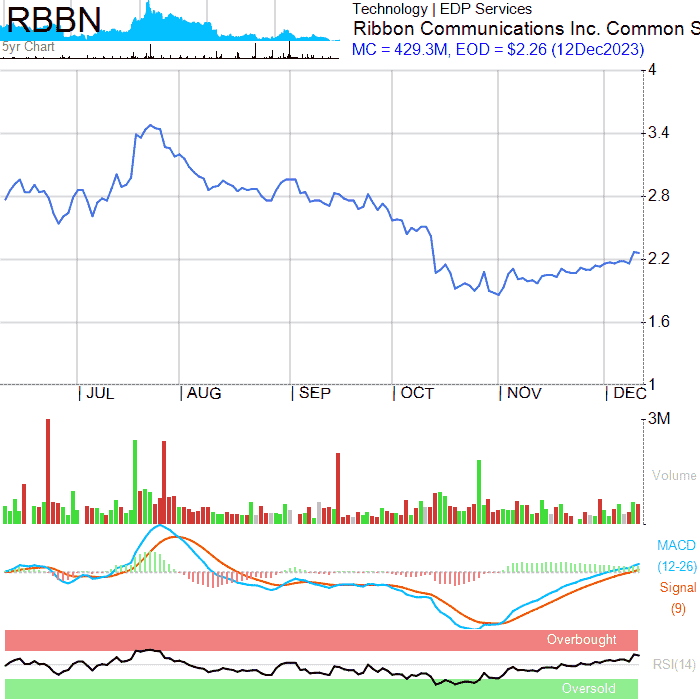 RBBN
5yr Chart
Technology | EDP Services
Ribbon Communications Inc. Common S
MC = 429.3M, EOD = $2.26 (12Dec2023)
4
3.4
2.8
2.2
1.6
1
JUL AUG SEP OCT NOV DEC
3M
Volume
MACD
(12-26)
Signal
(9)
Overbought
RSI(14)
Oversold